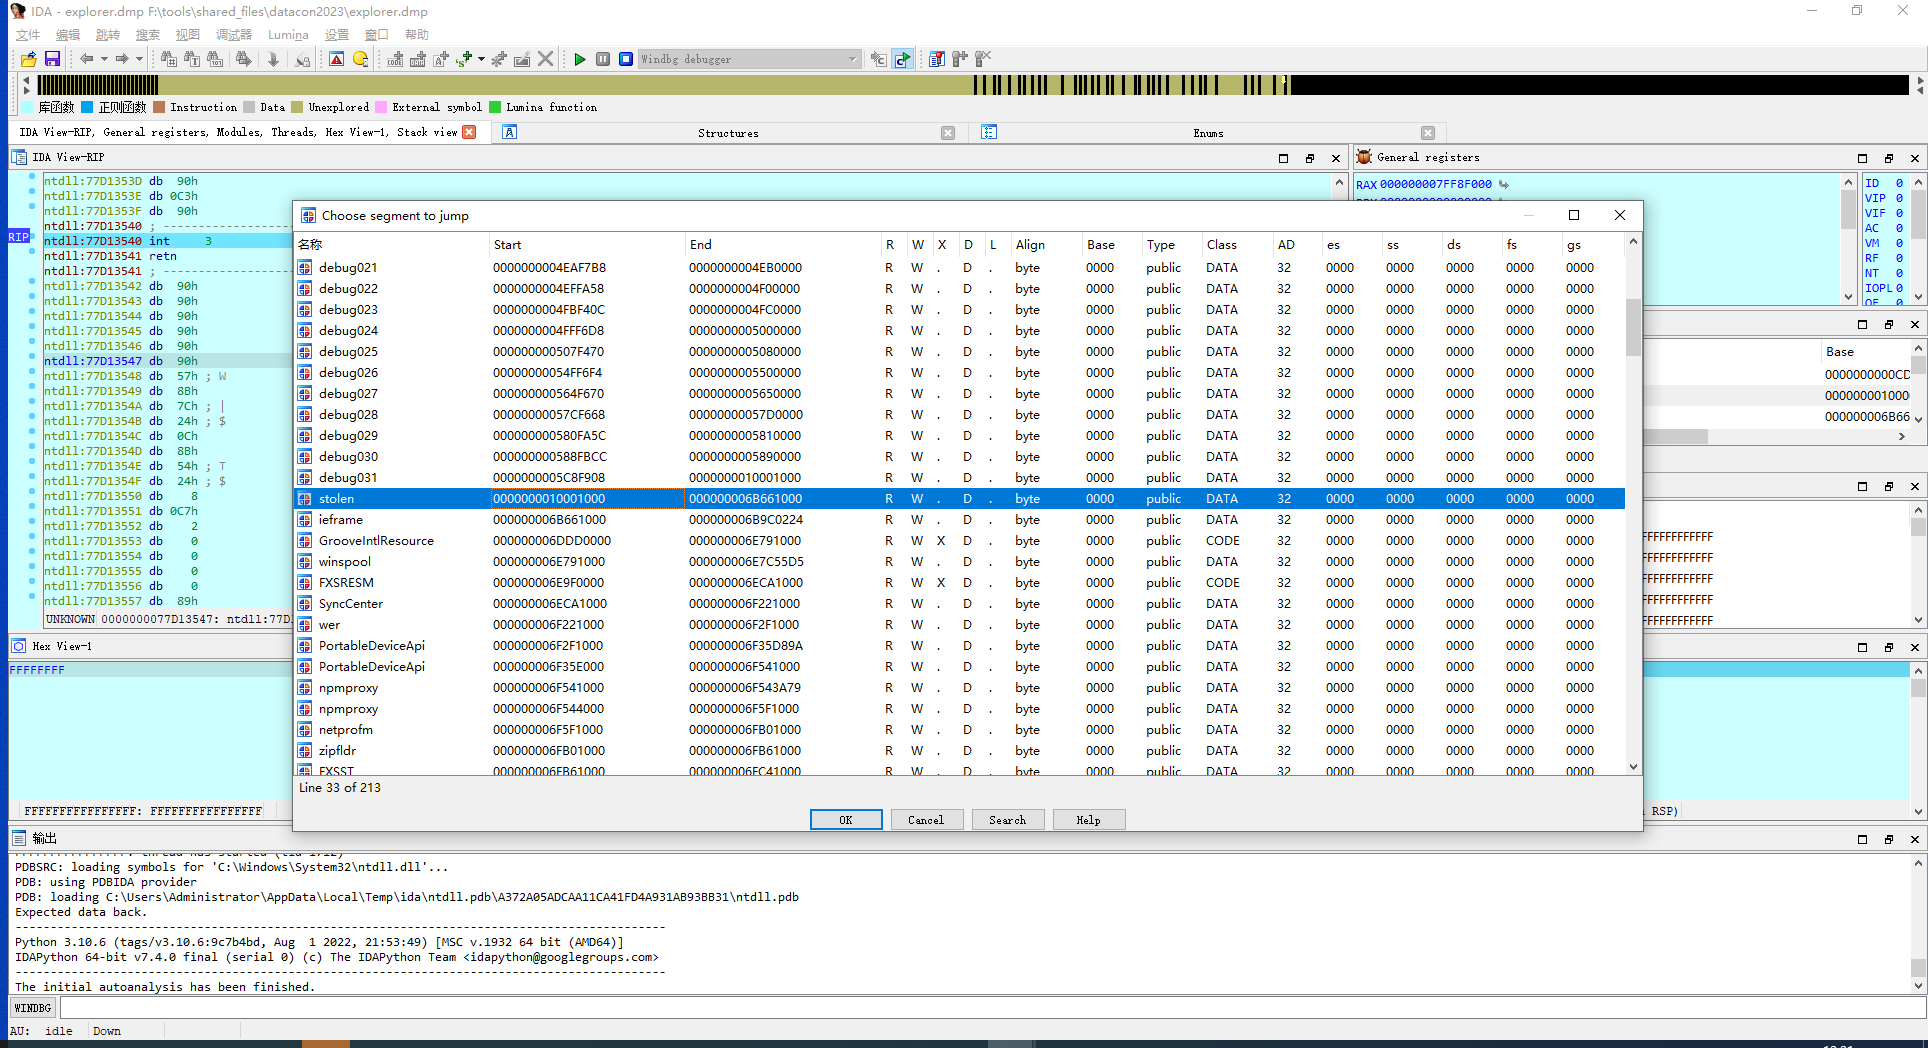 IDA - explorer.dmp F:\tools\shared_files\datacon2023\explorer.dmp
文件 编辑 跳转 搜索 视图 调试器 Lumina 设置 窗口 帮助
Windbg debugger
库函数 正则函数 Instruction Data Unexplored External symbol Lumina function
IDA View-RIP, General registers, Modules, Threads, Hex View-1, Stack view Structures Enums
IDA View-RIP
General registers
ntdll:77D1353D db 90h
ntdll:77D1353E db 0C3h
ntdll:77D1353F db 90h
ntdll:77D13540 ; ------------------
RIP ntdll:77D13540 int 3
ntdll:77D13541 retn
ntdll:77D13541 ; ------------------
ntdll:77D13542 db 90h
ntdll:77D13543 db 90h
ntdll:77D13544 db 90h
ntdll:77D13545 db 90h
ntdll:77D13546 db 90h
ntdll:77D13547 db 90h
ntdll:77D13548 db 57h ; W
ntdll:77D13549 db 8Bh
ntdll:77D1354A db 7Ch ; |
ntdll:77D1354B db 24h ; $
ntdll:77D1354C db 0Ch
ntdll:77D1354D db 8Bh
ntdll:77D1354E db 54h ; T
ntdll:77D1354F db 24h ; $
ntdll:77D13550 db 8
ntdll:77D13551 db 0C7h
ntdll:77D13552 db 2
ntdll:77D13553 db 0
ntdll:77D13554 db 0
ntdll:77D13555 db 0
ntdll:77D13556 db 0
ntdll:77D13557 db 89h
UNKNOWN 0000000077D13547: ntdll:77D
RAX 000000007FF8F000
ID 0
VIP 0
VIF 0
AC 0
VM 0
RF 0
NT 0
IOPL 0
Base
0000000000CD
000000001000
000000006B66
FFFFFFFFFFFF
FFFFFFFFFFFF
FFFFFFFFFFFF
FFFFFFFFFFFF
FFFFFFFFFFFF
RSP)
Choose segment to jump
名称 Start End R W X D L Align Base Type Class AD es ss ds fs gs
debug021 0000000004EAF7B8 0000000004EB0000 R W . D . byte 0000 public DATA 32 0000 0000 0000 0000 0000
debug022 0000000004EFFA58 0000000004F00000 R W . D . byte 0000 public DATA 32 0000 0000 0000 0000 0000
debug023 0000000004FBF40C 0000000004FC0000 R W . D . byte 0000 public DATA 32 0000 0000 0000 0000 0000
debug024 0000000004FFF6D8 0000000005000000 R W . D . byte 0000 public DATA 32 0000 0000 0000 0000 0000
debug025 000000000507F470 0000000005080000 R W . D . byte 0000 public DATA 32 0000 0000 0000 0000 0000
debug026 00000000054FF6F4 0000000005500000 R W . D . byte 0000 public DATA 32 0000 0000 0000 0000 0000
debug027 000000000564F670 0000000005650000 R W . D . byte 0000 public DATA 32 0000 0000 0000 0000 0000
debug028 00000000057CF668 00000000057D0000 R W . D . byte 0000 public DATA 32 0000 0000 0000 0000 0000
debug029 000000000580FA5C 0000000005810000 R W . D . byte 0000 public DATA 32 0000 0000 0000 0000 0000
debug030 000000000588FBCC 0000000005890000 R W . D . byte 0000 public DATA 32 0000 0000 0000 0000 0000
debug031 0000000005C8F908 0000000010001000 R W . D . byte 0000 public DATA 32 0000 0000 0000 0000 0000
stolen 0000000010001000 000000006B661000 R W . D . byte 0000 public DATA 32 0000 0000 0000 0000 0000
ieframe 000000006B661000 000000006B9C0224 R W . D . byte 0000 public DATA 32 0000 0000 0000 0000 0000
GrooveIntlResource 000000006DDD0000 000000006E791000 R W X D . byte 0000 public CODE 32 0000 0000 0000 0000 0000
winspool 000000006E791000 000000006E7C55D5 R W . D . byte 0000 public DATA 32 0000 0000 0000 0000 0000
FXSRESM 000000006E9F0000 000000006ECA1000 R W X D . byte 0000 public CODE 32 0000 0000 0000 0000 0000
SyncCenter 000000006ECA1000 000000006F221000 R W . D . byte 0000 public DATA 32 0000 0000 0000 0000 0000
wer 000000006F221000 000000006F2F1000 R W . D . byte 0000 public DATA 32 0000 0000 0000 0000 0000
PortableDeviceApi 000000006F2F1000 000000006F35D89A R W . D . byte 0000 public DATA 32 0000 0000 0000 0000 0000
PortableDeviceApi 000000006F35E000 000000006F541000 R W . D . byte 0000 public DATA 32 0000 0000 0000 0000 0000
npmproxy 000000006F541000 000000006F543A79 R W . D . byte 0000 public DATA 32 0000 0000 0000 0000 0000
npmproxy 000000006F544000 000000006F5F1000 R W . D . byte 0000 public DATA 32 0000 0000 0000 0000 0000
netprofm 000000006F5F1000 000000006FB01000 R W . D . byte 0000 public DATA 32 0000 0000 0000 0000 0000
zipfldr 000000006FB01000 000000006FB61000 R W . D . byte 0000 public DATA 32 0000 0000 0000 0000 0000
FXSST 000000006FB61000 000000006FC41000 R W . D . byte 0000 public DATA 32 0000 0000 0000 0000 0000
Line 33 of 213
OK Cancel Search Help
Hex View-1
FFFFFFFF
FFFFFFFFFFFFFFFF: FFFFFFFFFFFFFFFF
输出
PDBSRC: loading symbols for 'C:\Windows\System32\ntdll.dll'...
PDB: using PDBIDA provider
PDB: loading C:\Users\Administrator\AppData\Local\Temp\ida\ntdll.pdb\A372A05ADCAA11CA41FD4A931AB93BB31\ntdll.pdb
Expected data back.
---------------------------------------------------------------------------------------------
Python 3.10.6 (tags/v3.10.6:9c7b4bd, Aug 1 2022, 21:53:49) [MSC v.1932 64 bit (AMD64)]
IDAPython 64-bit v7.4.0 final (serial 0) (c) The IDAPython Team <idapython@googlegroups.com>
---------------------------------------------------------------------------------------------
The initial autoanalysis has been finished.
WINDBG
AU: idle Down